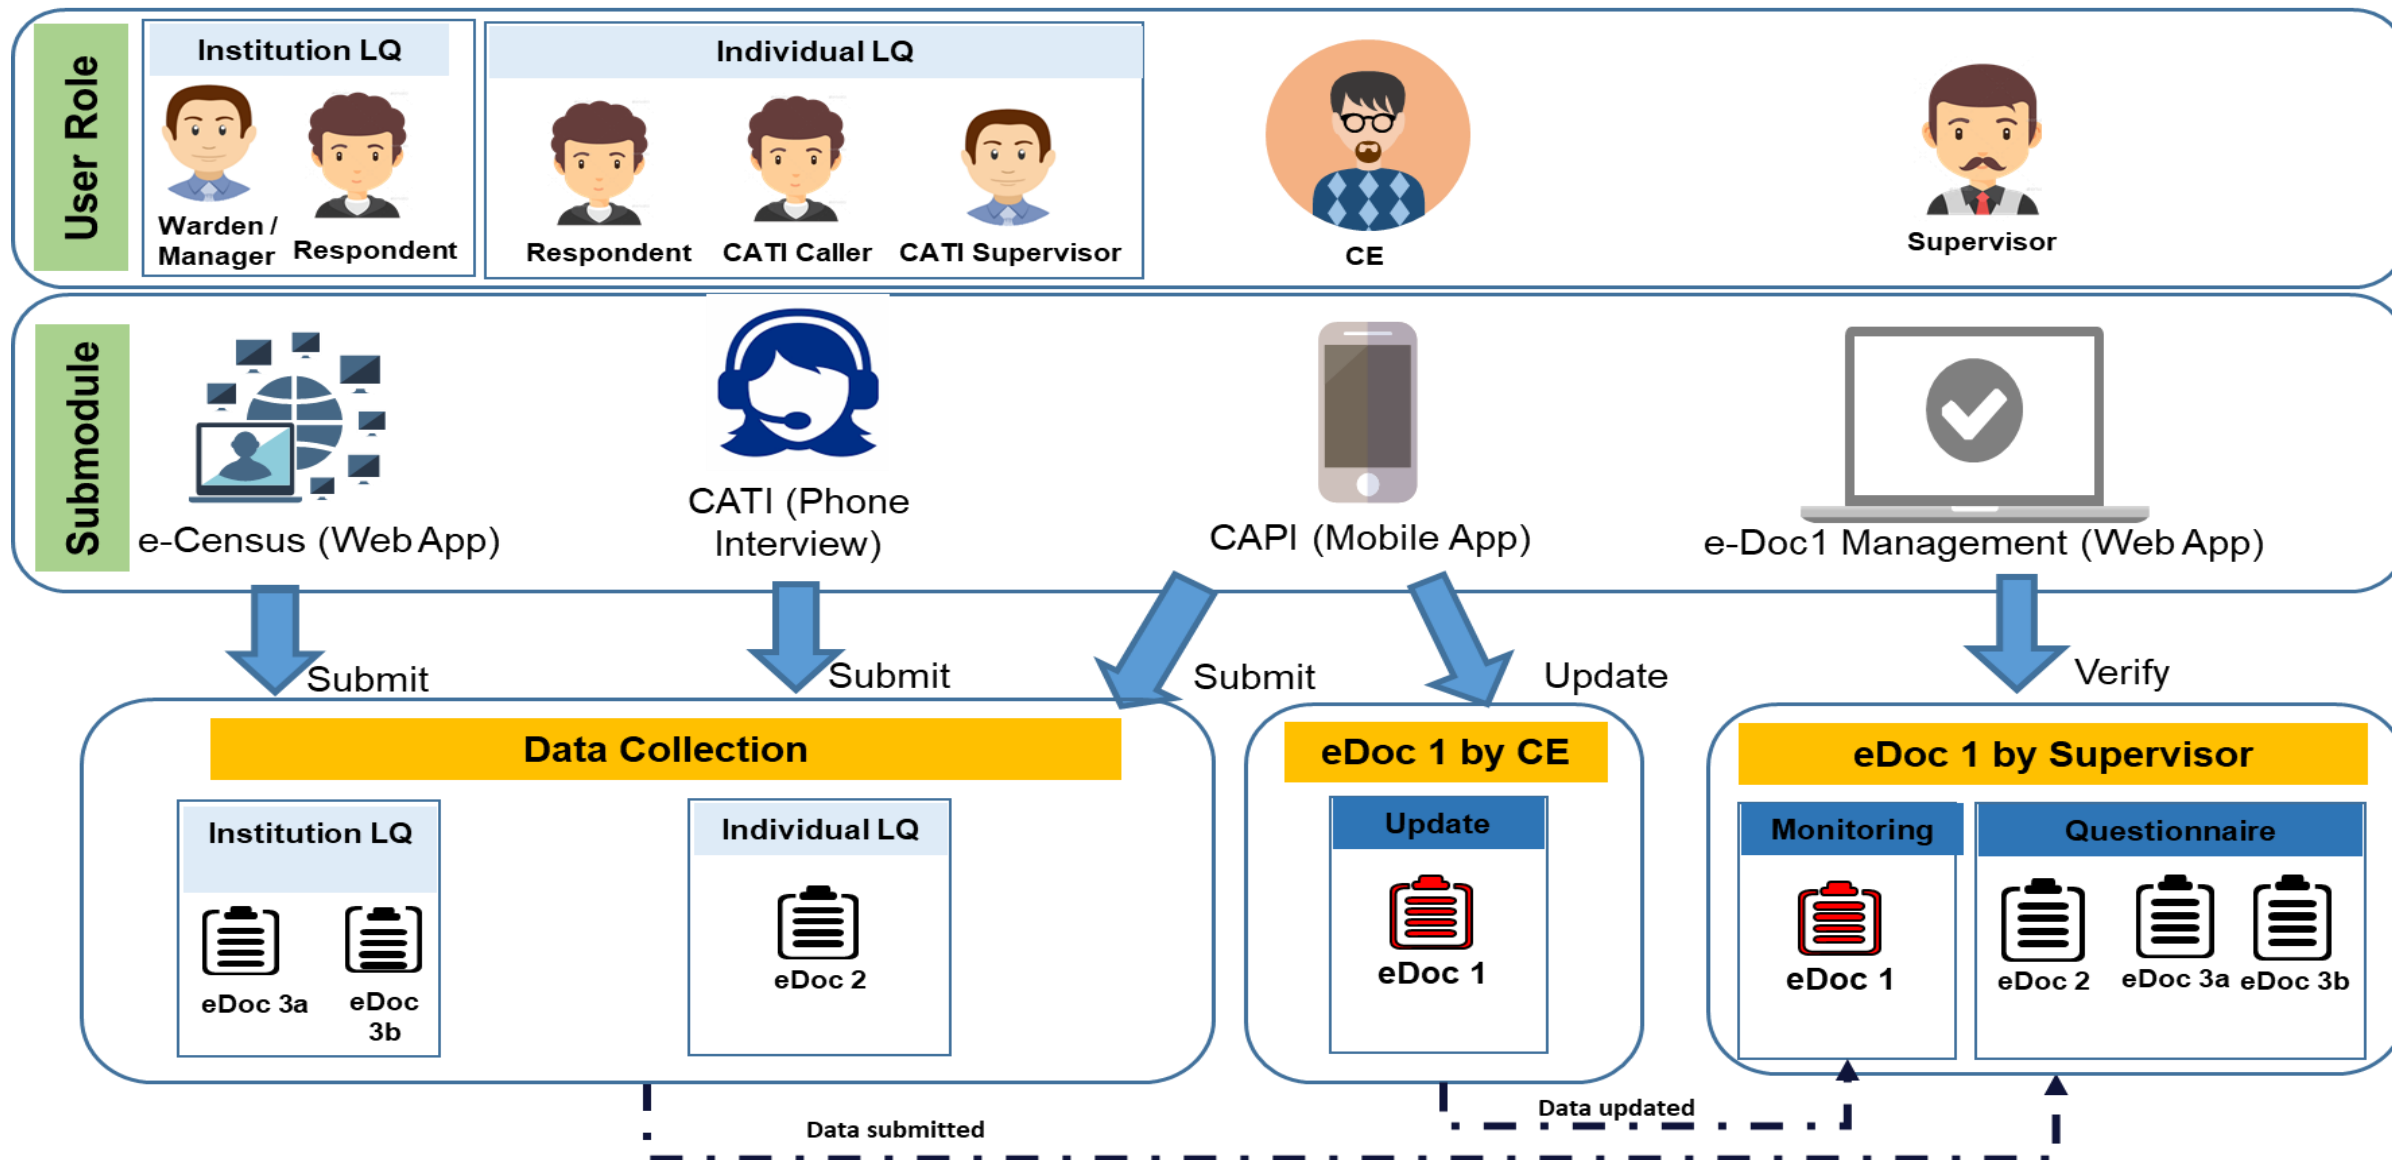 User Role
Institution LQ
Warden /
Manager
Respondent
Individual LQ
Respondent
CATI Caller
CATI Supervisor
CE
Supervisor
Submodule
e-Census (Web App)
CATI (Phone
Interview)
CAPI (Mobile App)
e-Doc1 Management (Web App)
Submit
Submit
Submit
Update
Verify
Data Collection
Institution LQ
eDoc 3a
eDoc
3b
Individual LQ
eDoc 2
eDoc 1 by CE
Update
eDoc 1
eDoc 1 by Supervisor
Monitoring
eDoc 1
Questionnaire
eDoc 2
eDoc 3a
eDoc 3b
Data updated
Data submitted